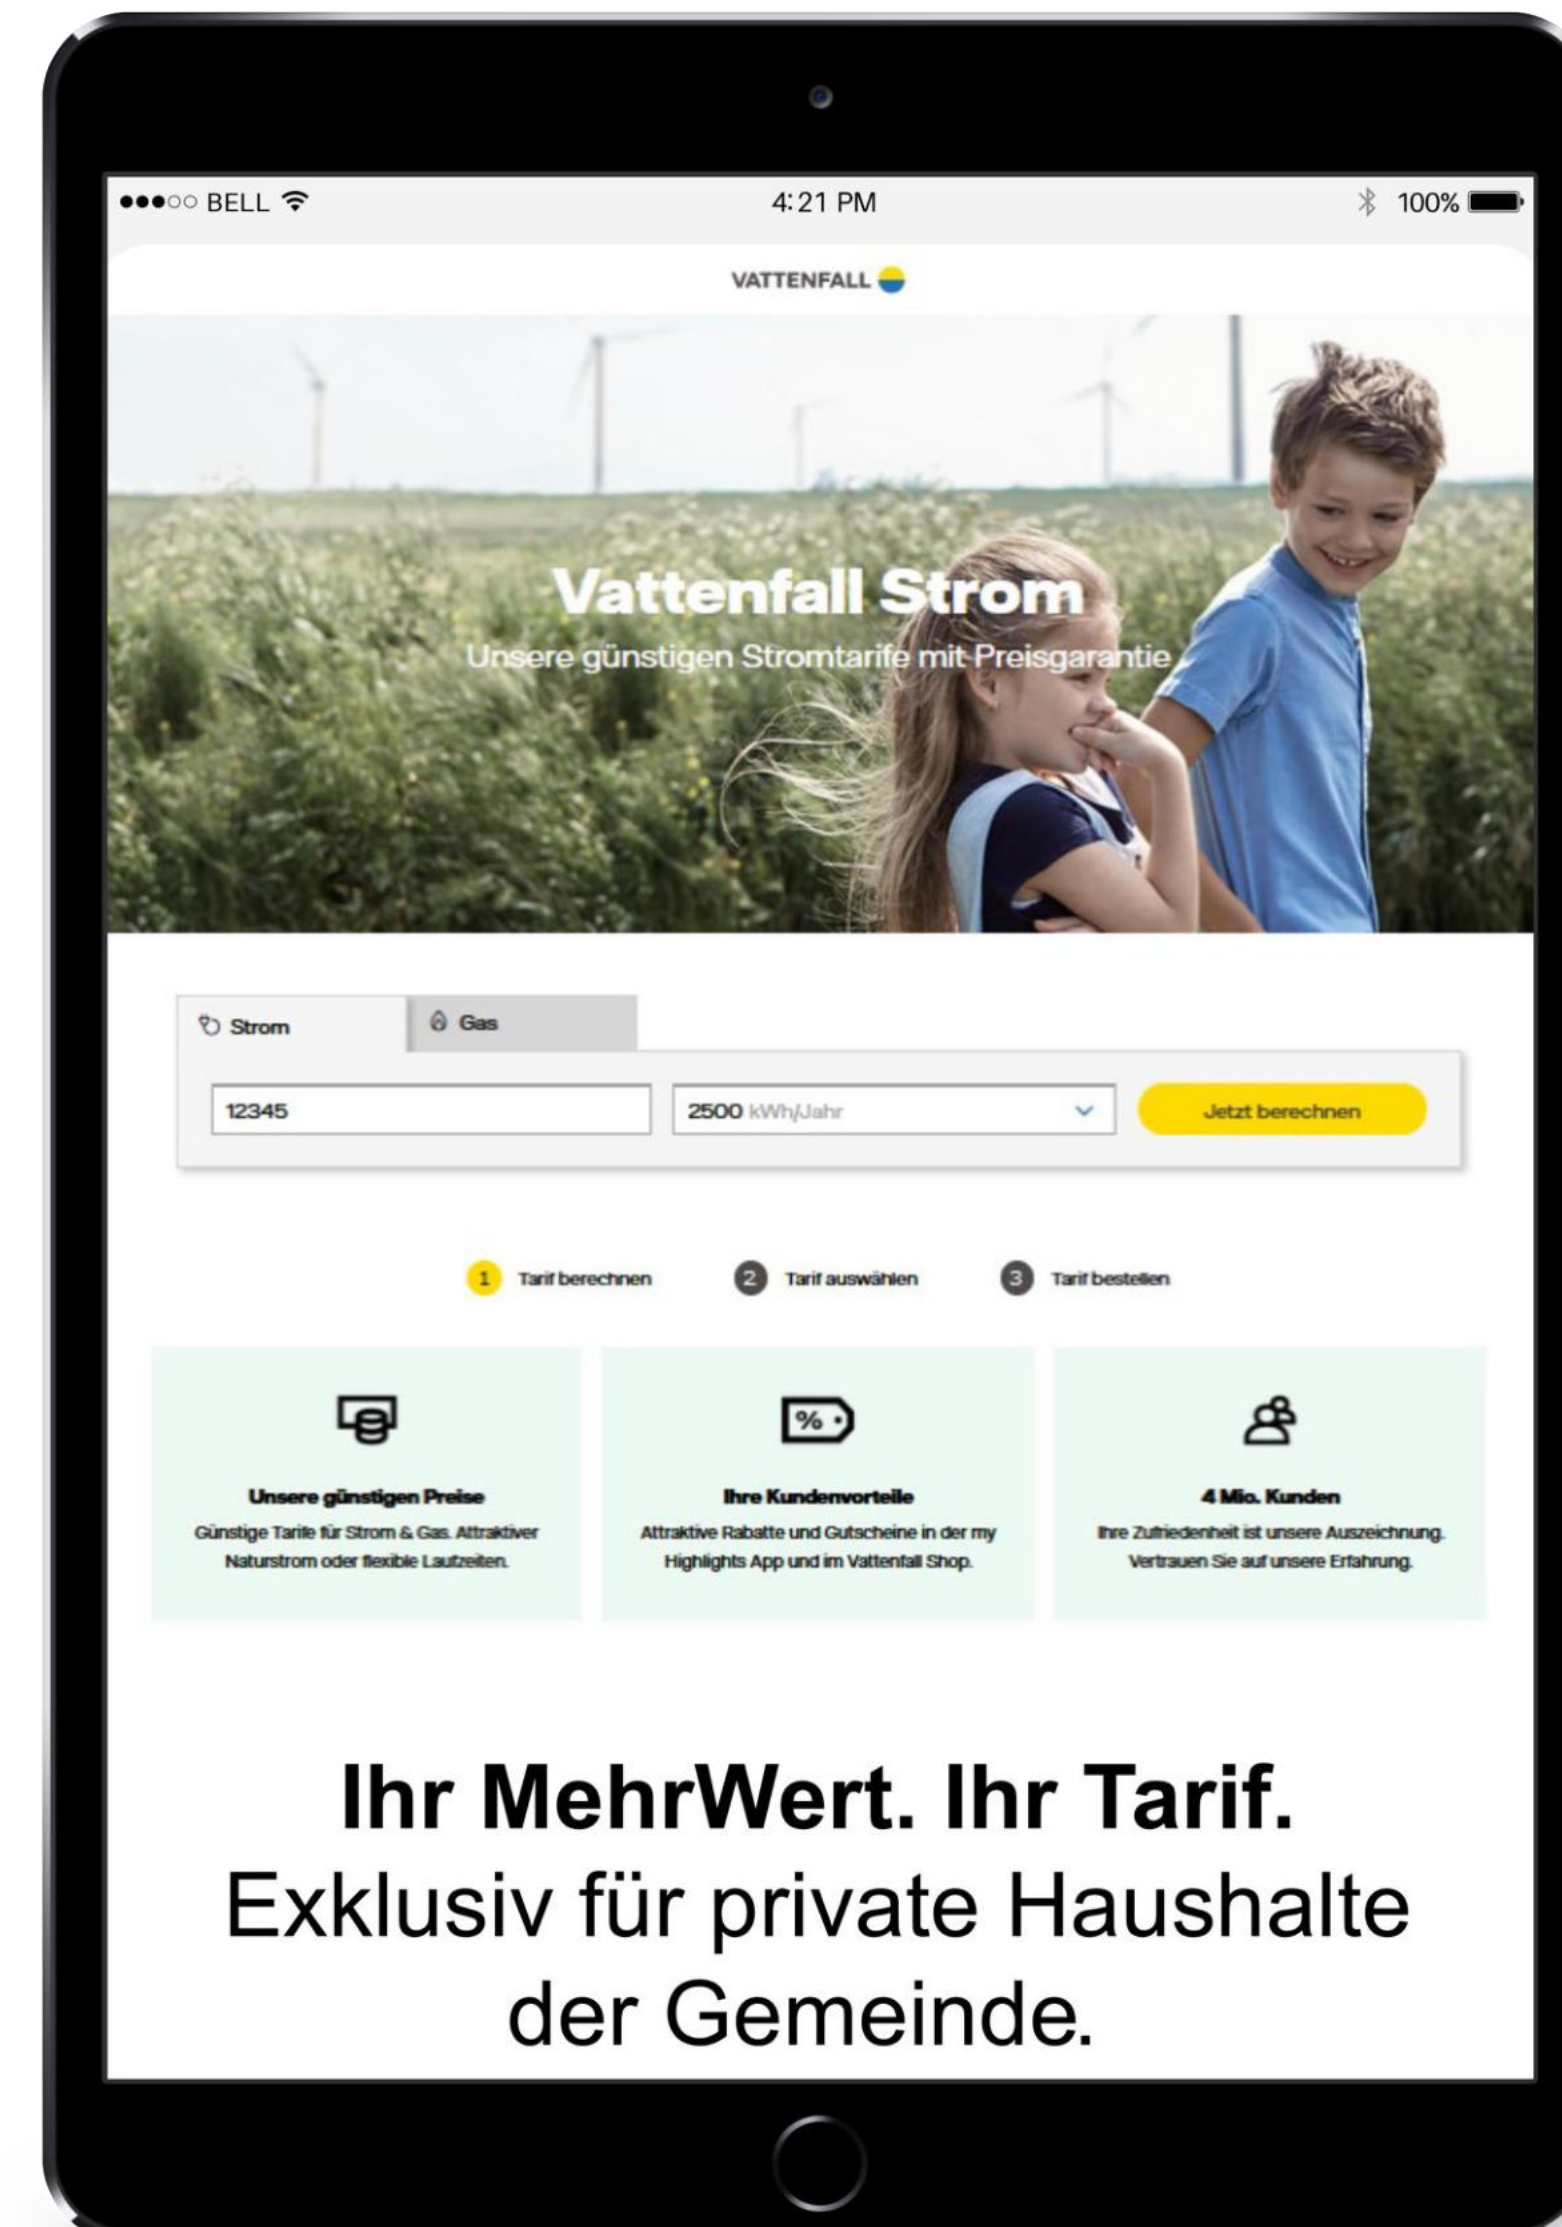 BELL 4:21 PM 100%
VATTENFALL
Vattenfall Strom
Unsere günstigen Stromtarife mit Preisgarantie
Strom Gas
12345 2500 kWh/Jahr Jetzt berechnen
1 Tarif berechnen 2 Tarif auswählen 3 Tarif bestellen
Unsere günstigen Preise
Günstige Tarife für Strom & Gas. Attraktiver
Naturstrom oder flexible Laufzeiten.
% Ihre Kundenvorteile
Attraktive Rabatte und Gutscheine in der my
Highlights App und im Vattenfall Shop.
4 Mio. Kunden
Ihre Zufriedenheit ist unsere Auszeichnung.
Vertrauen Sie auf unsere Erfahrung.
Ihr MehrWert. Ihr Tarif.
Exklusiv für private Haushalte
der Gemeinde.